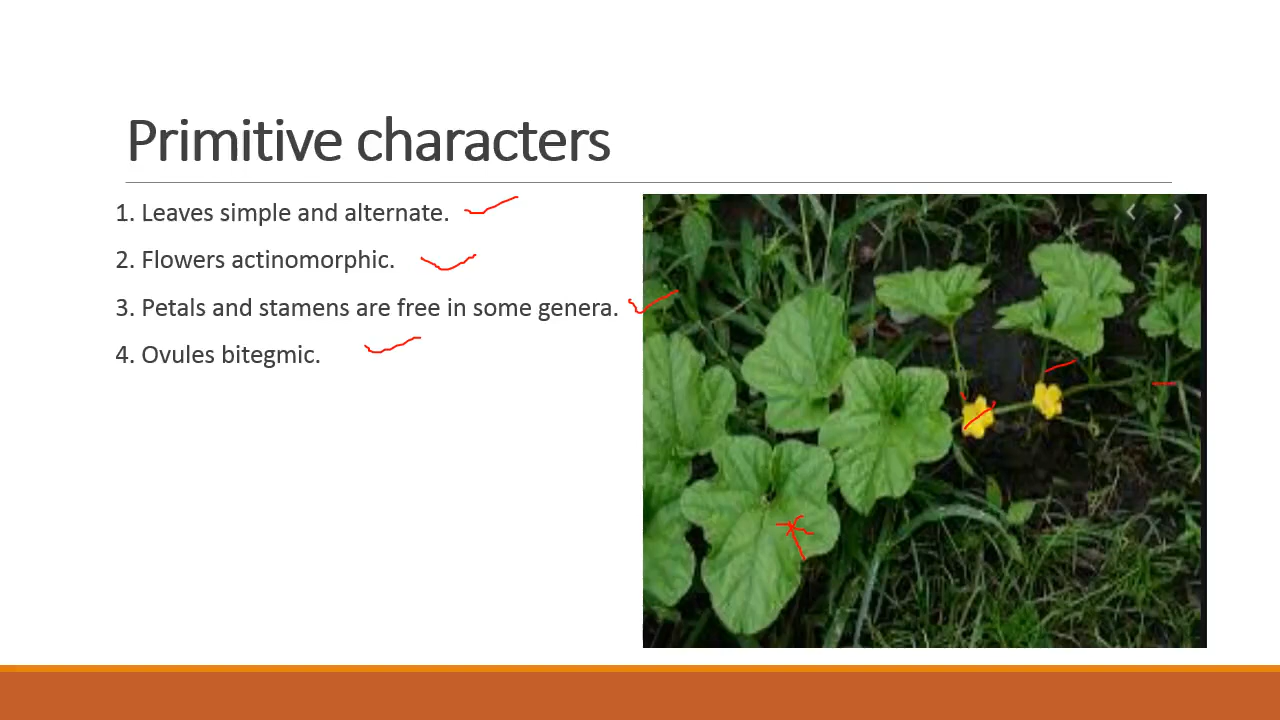 Primitive characters
1. Leaves simple and alternate.
2. Flowers actinomorphic.
3. Petals and stamens are free in some genera.
4. Ovules bitegmic.